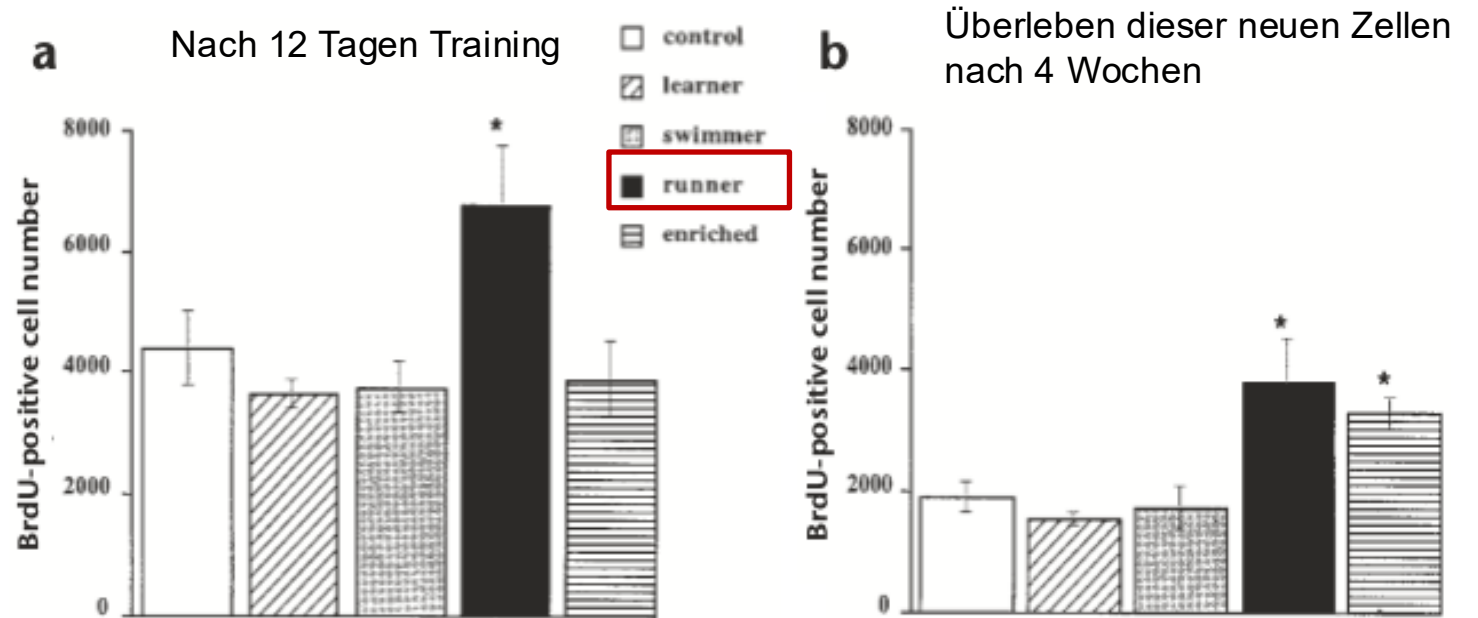 a
Nach 12 Tagen Training
control
learner
swimmer
runner
enriched
8000
*
6000
4000
2000
0
BrdU-positive cell number
b
Überleben dieser neuen Zellen
nach 4 Wochen
8000
6000
*
4000
*
2000
0
BrdU-positive cell number